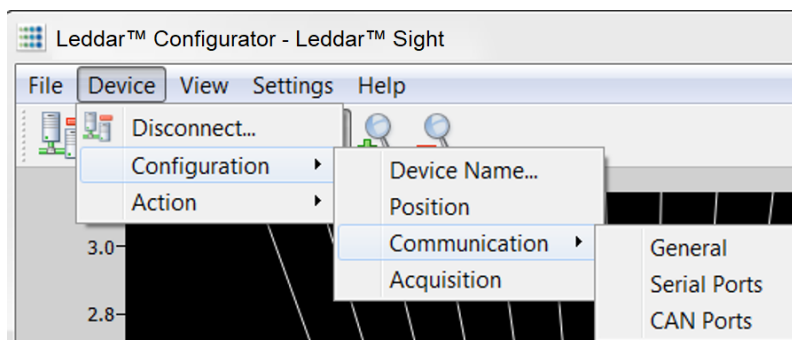 Leddar™ Configurator - Leddar™ Sight
File Device View Settings Help
Disconnect...
Configuration
Device Name...
Action
Position
3.0
Communication
General
Acquisition
Serial Ports
2.8
CAN Ports